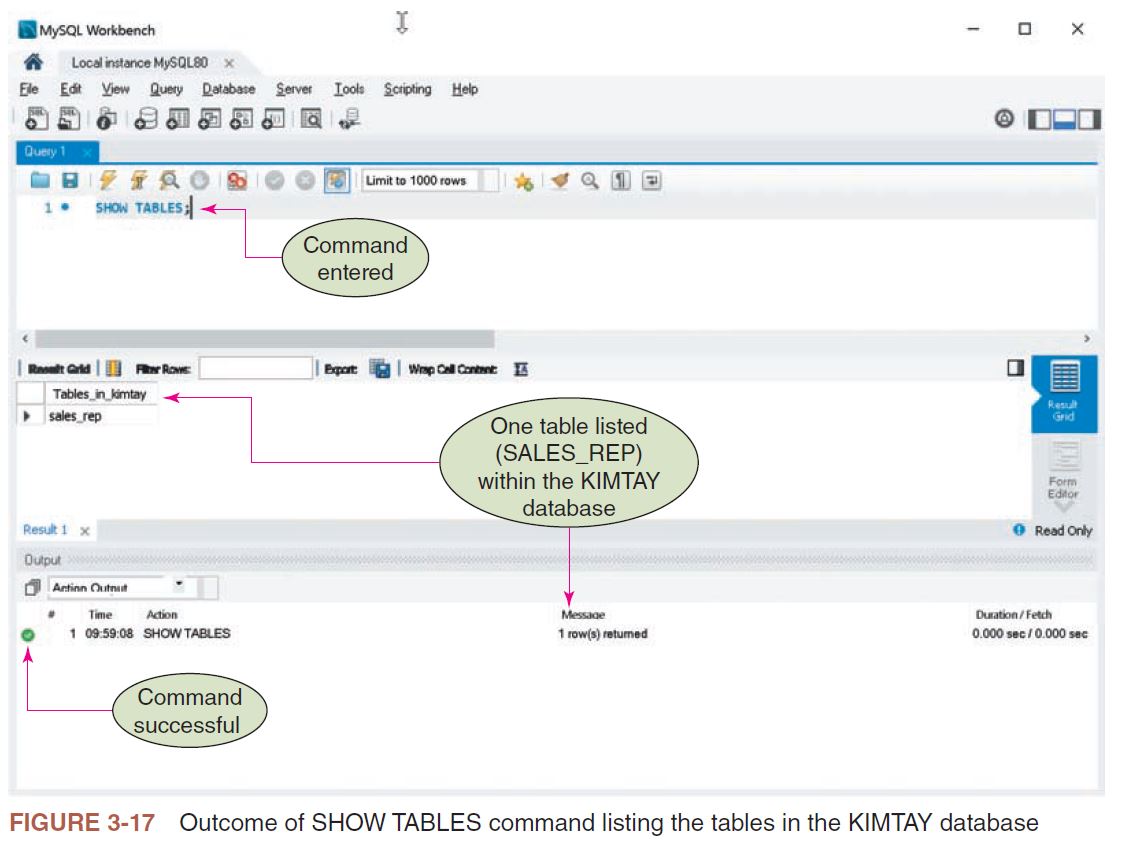 MySQL Workbench
Local instance MySQL80 x
File Edit View Query Database Server Tools Scripting Help
Query 1
Limit to 1000 rows
1 SHOW TABLES;
Command
entered
Result Grid Filter Rows: Export: Wrap Cell Content:
Tables_in_kimtay
sales_rep
Result
Grid
One table listed
(SALES_REP)
within the KIMTAY
database
Form
Editor
Result 1 x
Read Only
Output
Action Output
# Time Action Message Duration / Fetch
1 09:59:08 SHOW TABLES 1 row(s) returned 0.000 sec / 0.000 sec
Command
successful
FIGURE 3-17 Outcome of SHOW TABLES command listing the tables in the KIMTAY database